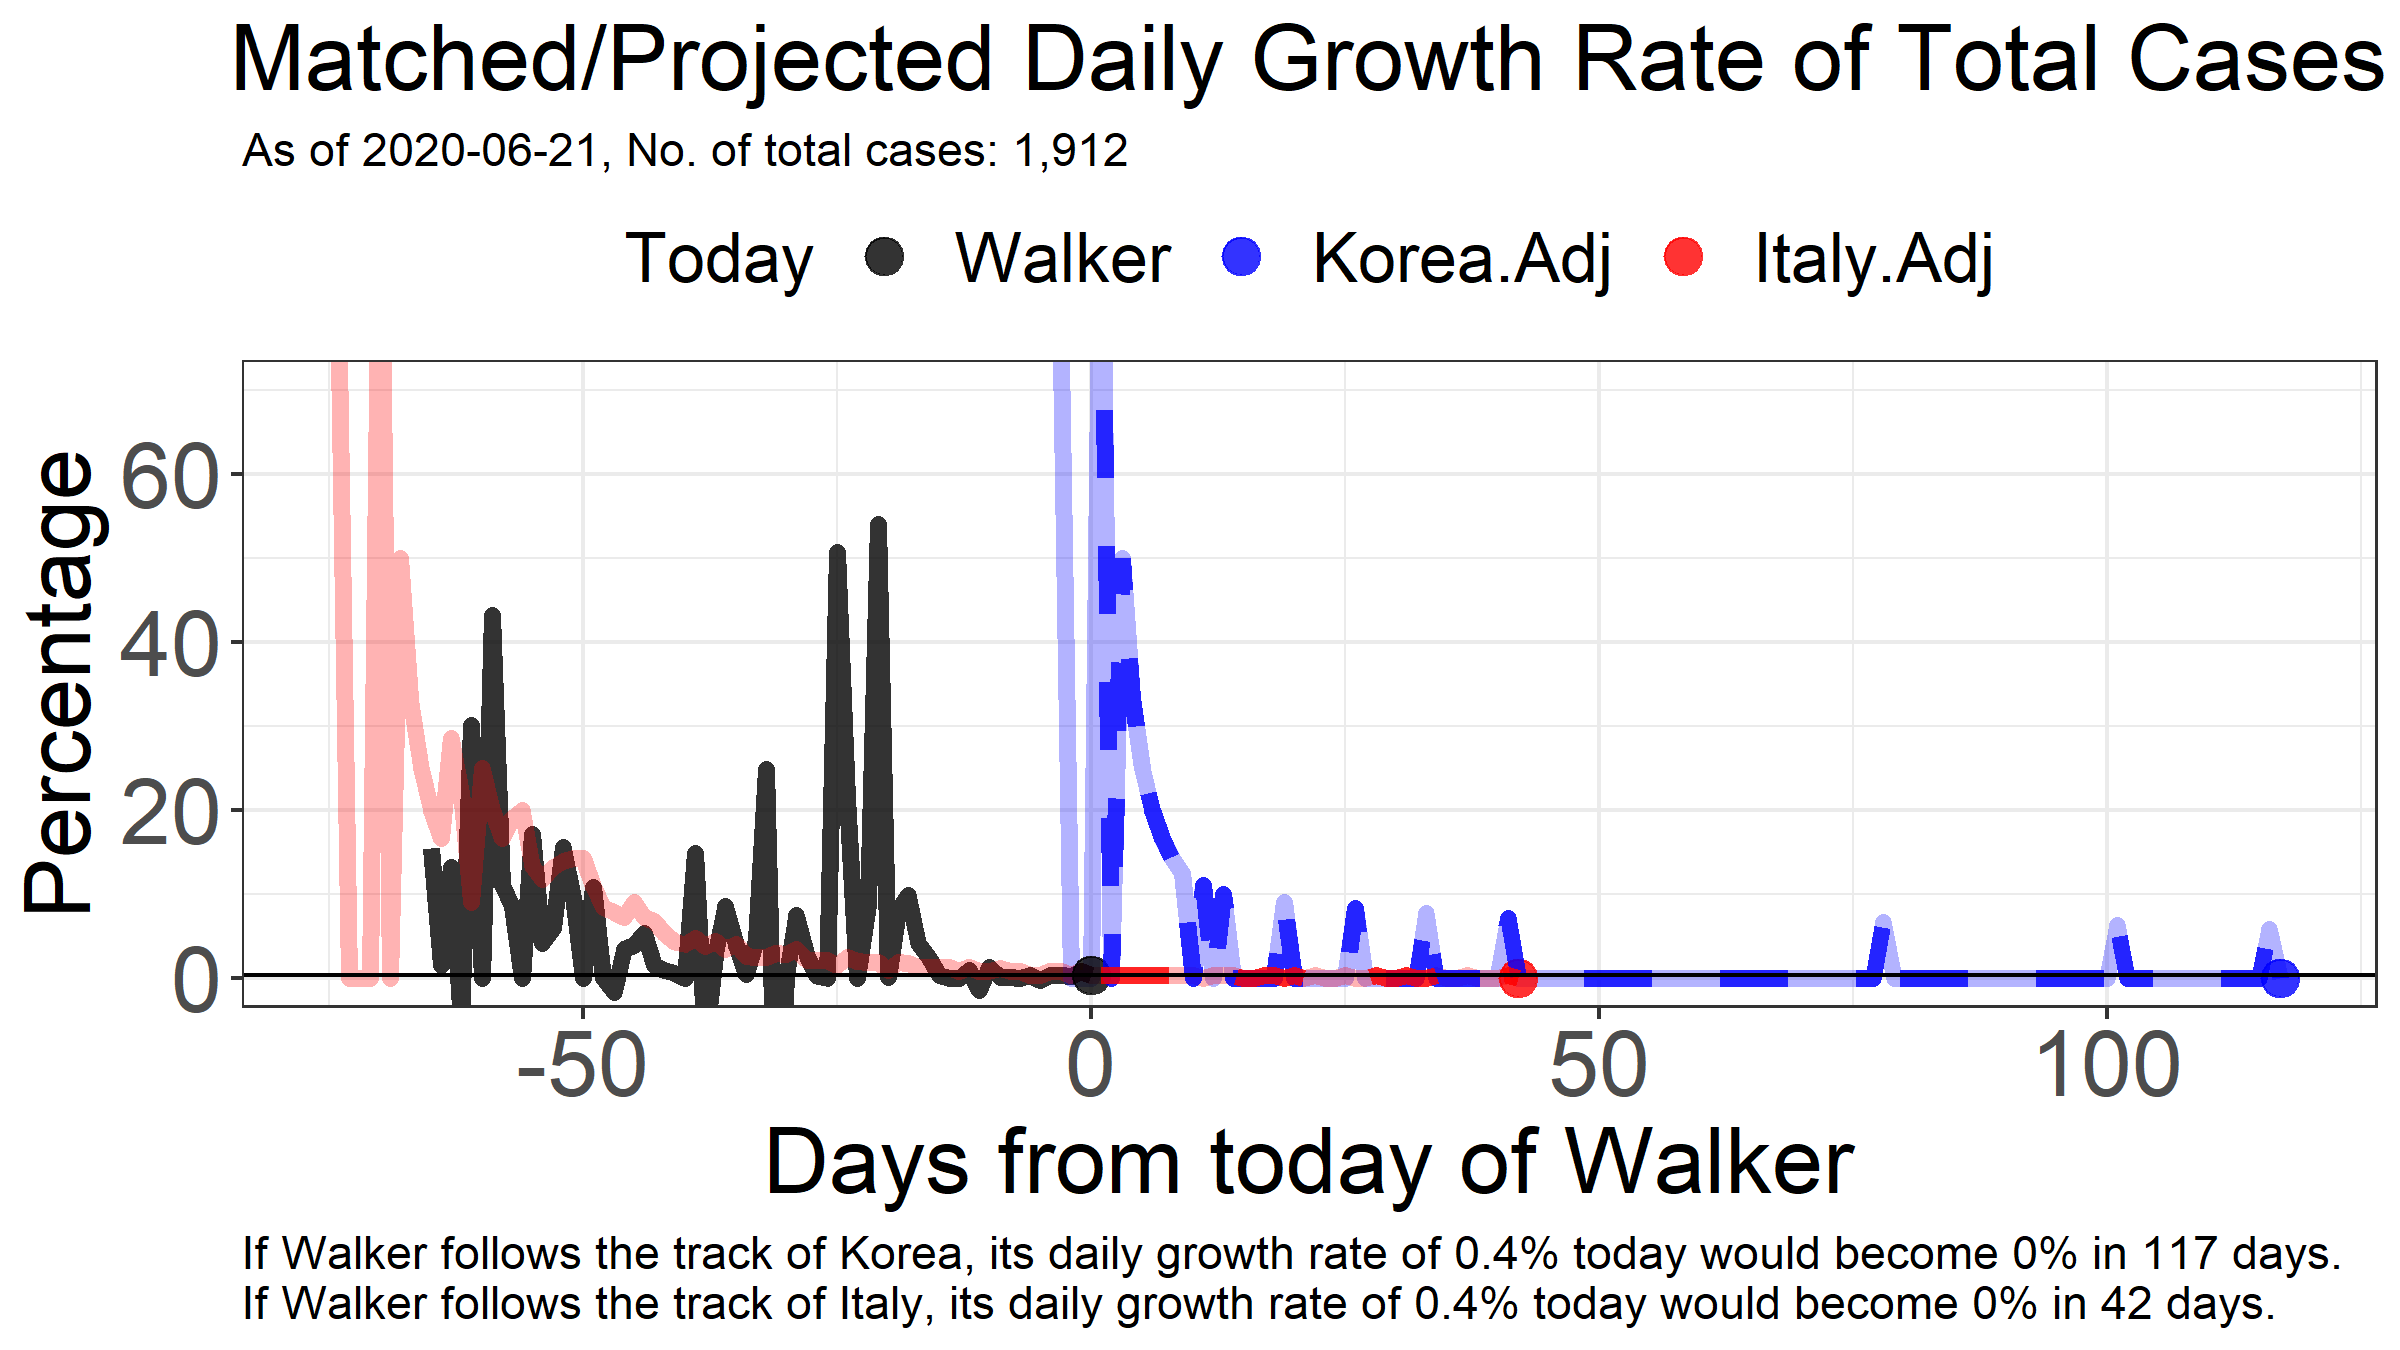 Matched/Projected Daily Growth Rate of Total Cases
As of 2020-06-21, No. of total cases: 1,912
Today Walker Korea.Adj Italy.Adj
Percentage
60
40
20
0
-50 0 50 100
Days from today of Walker
If Walker follows the track of Korea, its daily growth rate of 0.4% today would become 0% in 117 days.
If Walker follows the track of Italy, its daily growth rate of 0.4% today would become 0% in 42 days.